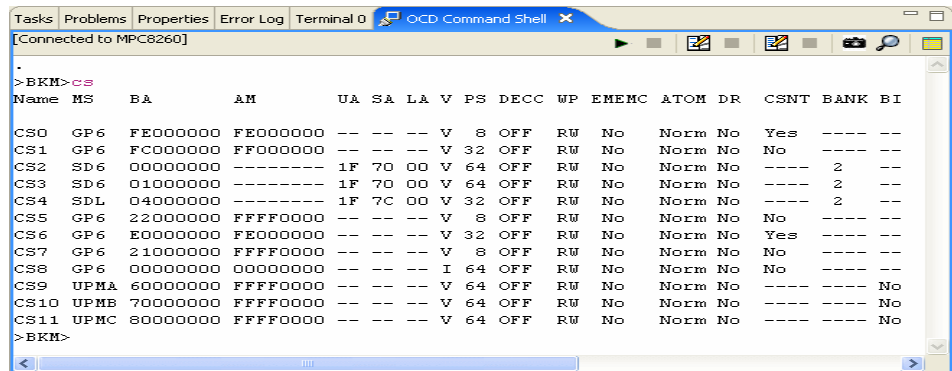 Tasks Problems Properties Error Log Terminal 0 OCD Command Shell
[Connected to MPC8260]
.
>BKM>cs
Name MS BA AM UA SA LA V PS DECC WP EMEMC ATOM DR CSNT BANK BI
CS0 GP6 FE000000 FE000000 -- -- -- V 8 OFF RW No Norm No Yes ---- --
CS1 GP6 FC000000 FF000000 -- -- -- V 32 OFF RW No Norm No No ---- --
CS2 SD6 00000000 -------- 1F 70 00 V 64 OFF RW No Norm No ---- 2 --
CS3 SD6 01000000 -------- 1F 70 00 V 64 OFF RW No Norm No ---- 2 --
CS4 SDL 04000000 -------- 1F 7C 00 V 32 OFF RW No Norm No ---- 2 --
CS5 GP6 22000000 FFFF0000 -- -- -- V 8 OFF RW No Norm No No ---- --
CS6 GP6 E0000000 FE000000 -- -- -- V 32 OFF RW No Norm No Yes ---- --
CS7 GP6 21000000 FFFF0000 -- -- -- V 8 OFF RW No Norm No No ---- --
CS8 GP6 00000000 00000000 -- -- -- I 64 OFF RW No Norm No No ---- --
CS9 UPMA 60000000 FFFF0000 -- -- -- V 64 OFF RW No Norm No ---- ---- No
CS10 UPMB 70000000 FFFF0000 -- -- -- V 64 OFF RW No Norm No ---- ---- No
CS11 UPMC 80000000 FFFF0000 -- -- -- V 64 OFF RW No Norm No ---- ---- No
>BKM>